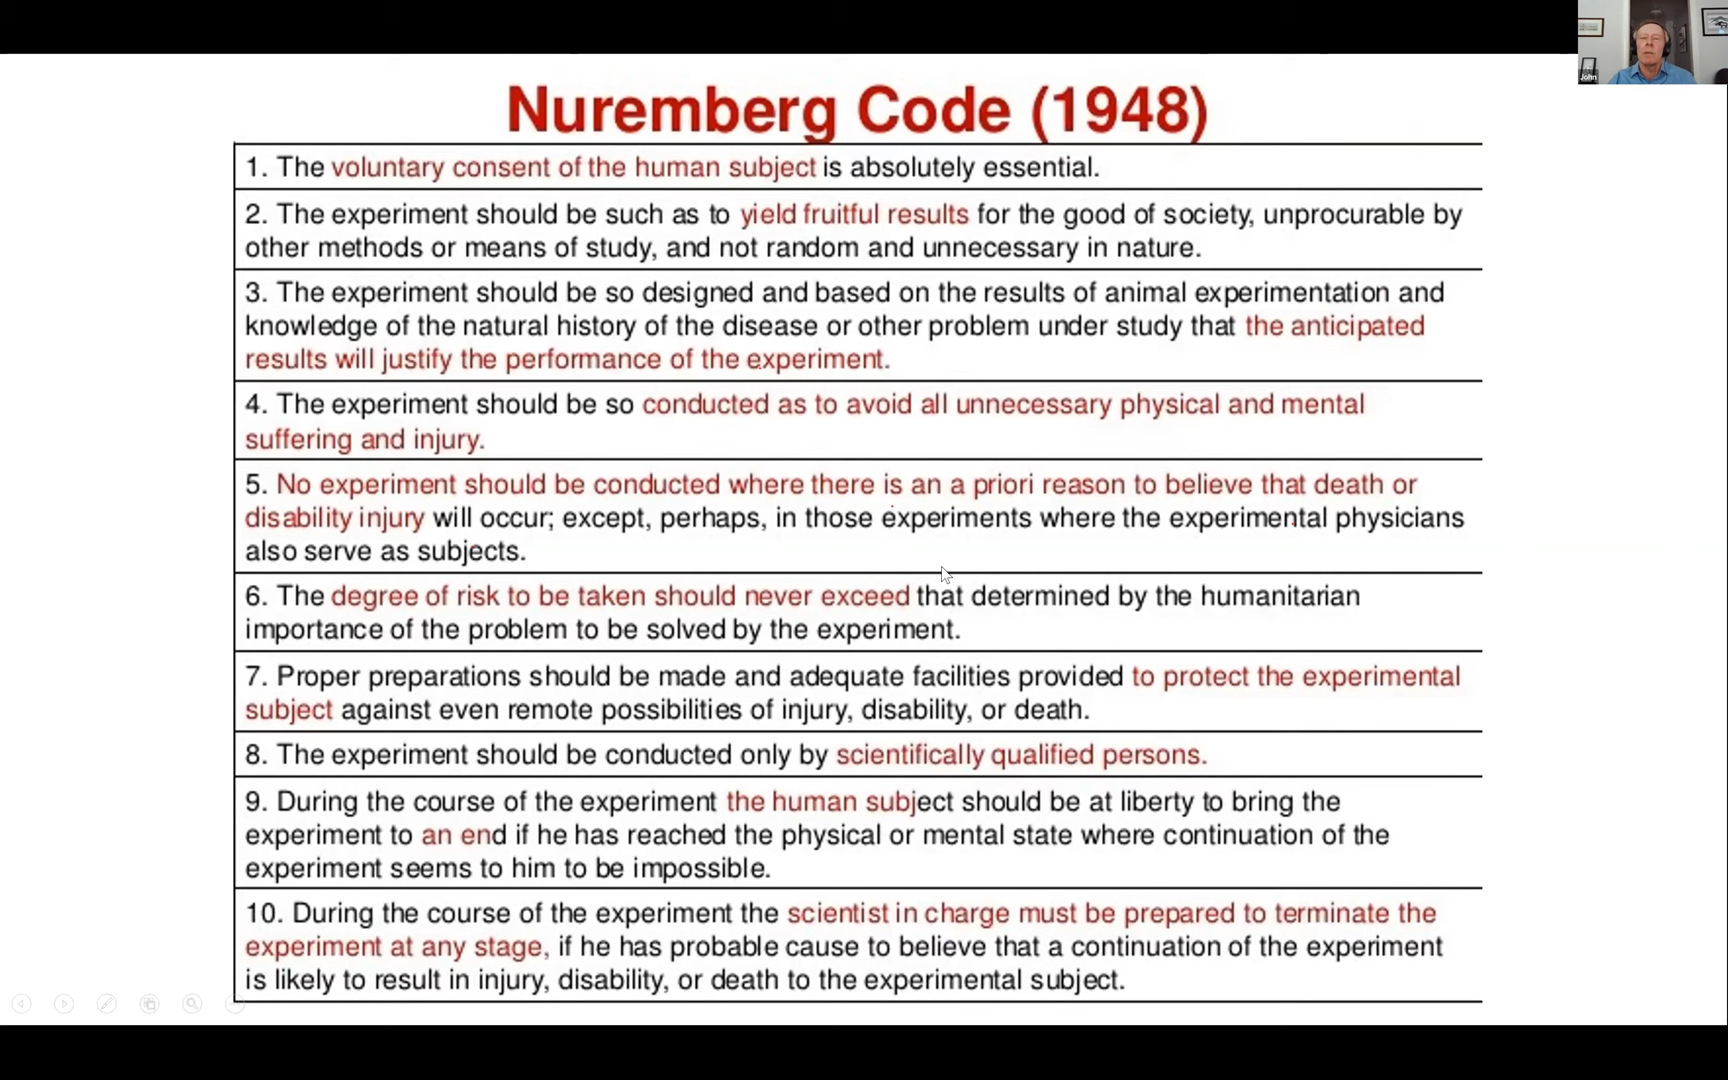 John
Nuremberg Code (1948)
1. The voluntary consent of the human subject is absolutely essential.
2. The experiment should be such as to yield fruitful results for the good of society, unprocurable by
other methods or means of study, and not random and unnecessary in nature.
3. The experiment should be so designed and based on the results of animal experimentation and
knowledge of the natural history of the disease or other problem under study that the anticipated
results will justify the performance of the experiment.
4. The experiment should be so conducted as to avoid all unnecessary physical and mental
suffering and injury.
5. No experiment should be conducted where there is an a priori reason to believe that death or
disability injury will occur; except, perhaps, in those experiments where the experimental physicians
also serve as subjects.
6. The degree of risk to be taken should never exceed that determined by the humanitarian
importance of the problem to be solved by the experiment.
7. Proper preparations should be made and adequate facilities provided to protect the experimental
subject against even remote possibilities of injury, disability, or death.
8. The experiment should be conducted only by scientifically qualified persons.
9. During the course of the experiment the human subject should be at liberty to bring the
experiment to an end if he has reached the physical or mental state where continuation of the
experiment seems to him to be impossible.
10. During the course of the experiment the scientist in charge must be prepared to terminate the
experiment at any stage, if he has probable cause to believe that a continuation of the experiment
is likely to result in injury, disability, or death to the experimental subject.